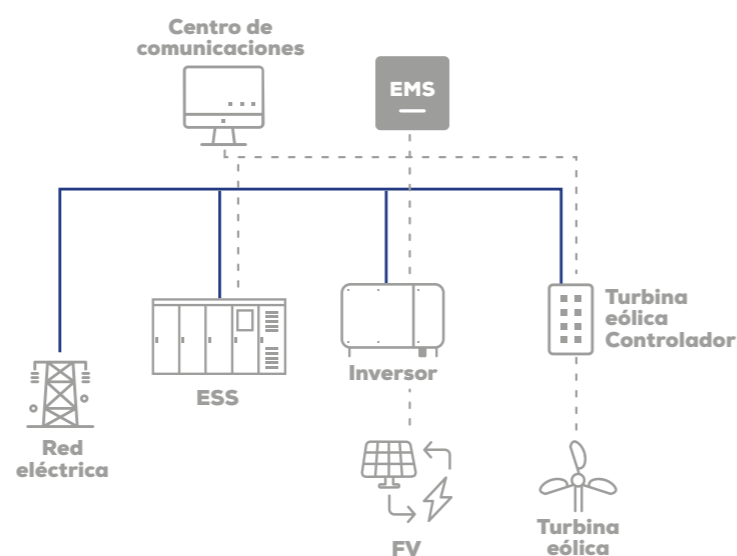 Centro de
comunicaciones
EMS
Turbina
eólica
Controlador
Inversor
ESS
Red
eléctrica
FV
Turbina
eólica